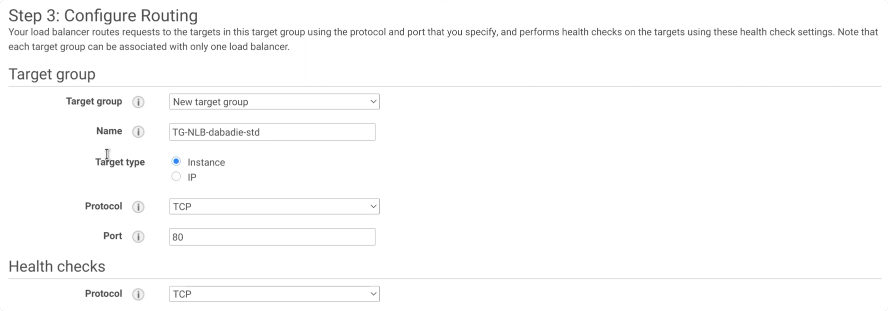 Step 3: Configure Routing
Your load balancer routes requests to the targets in this target group using the protocol and port that you specify, and performs health checks on the targets using these health check settings. Note that
each target group can be associated with only one load balancer.
Target group
Target group i New target group
Name i TG-NLB-dabadie-std
Target type Instance
IP
Protocol i TCP
Port i 80
Health checks
Protocol i TCP